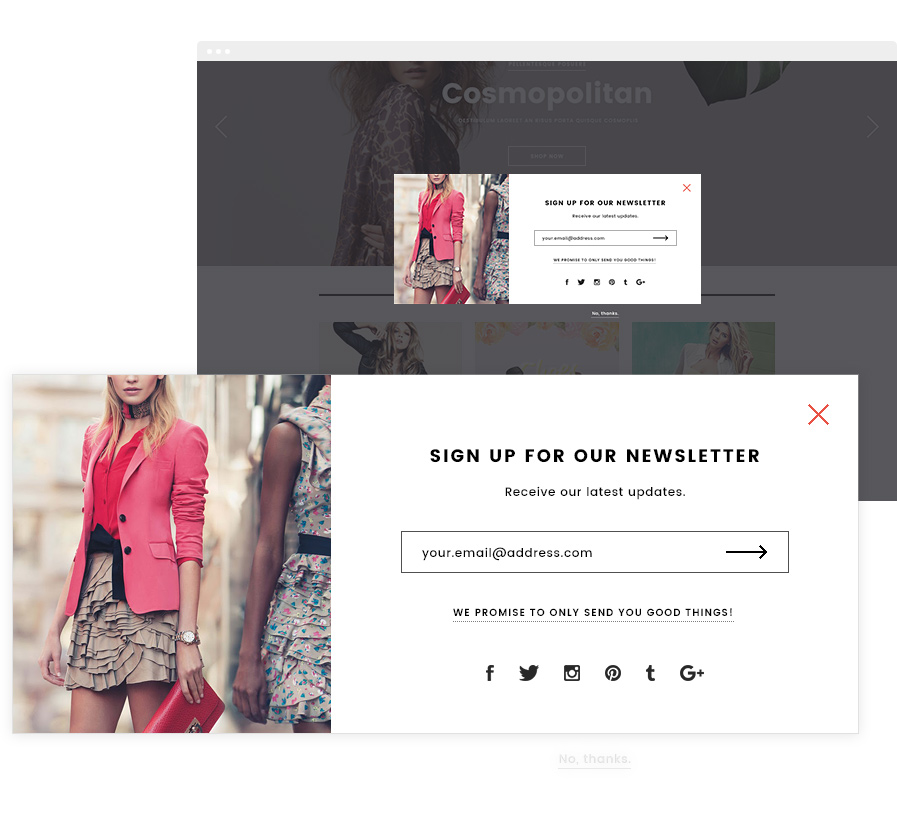 Cosmopolitan
SHOP NOW
SIGN UP FOR OUR NEWSLETTER
Receive our latest updates.
your.email@address.com
WE PROMISE TO ONLY SEND YOU GOOD THINGS!
f t G+
No, thanks.
SIGN UP FOR OUR NEWSLETTER
Receive our latest updates.
your.email@address.com
WE PROMISE TO ONLY SEND YOU GOOD THINGS!
f t G+
No, thanks.